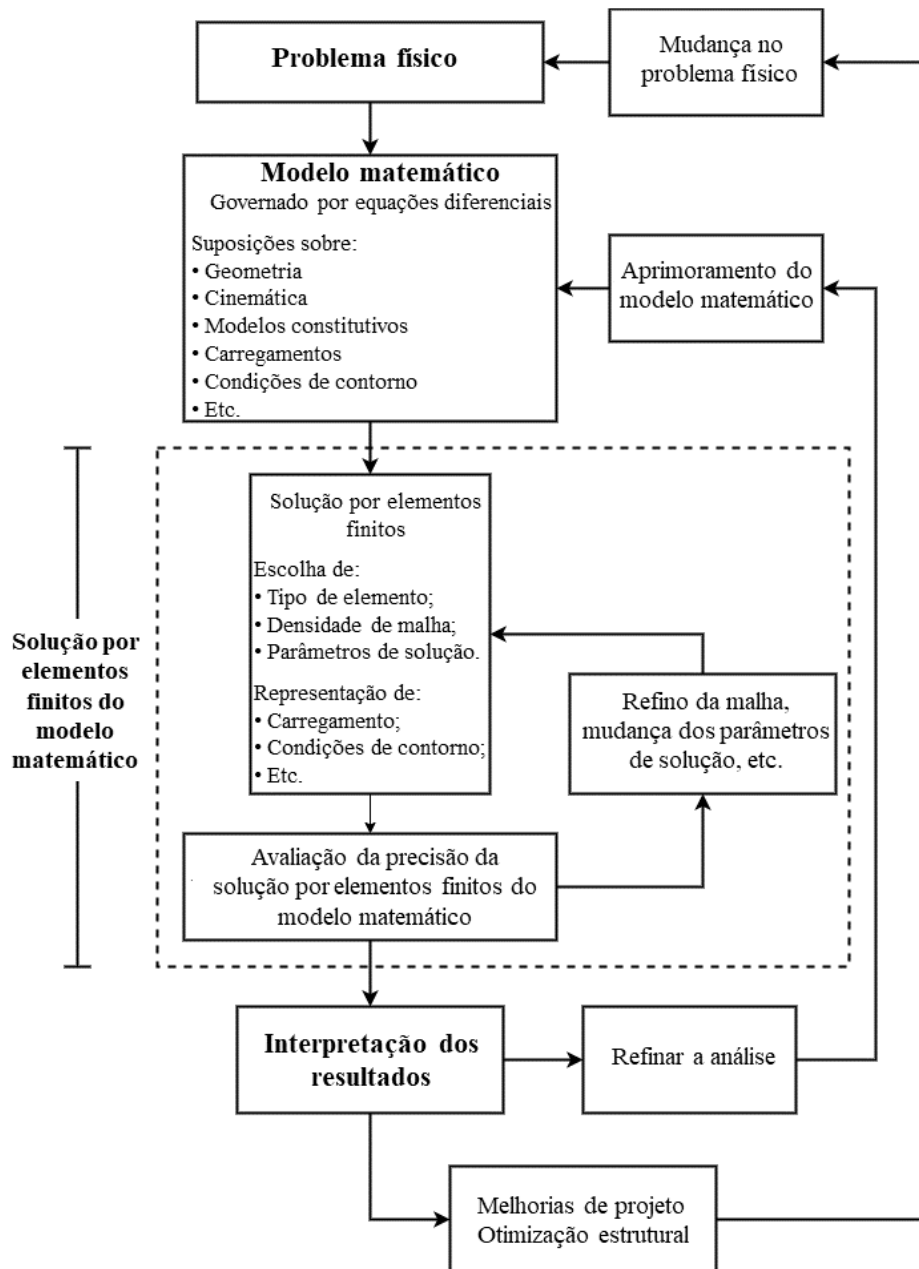 Problema físico
Mudança no
problema físico
Modelo matemático
Governado por equações diferenciais
Suposições sobre:
• Geometria
• Cinemática
• Modelos constitutivos
• Carregamentos
• Condições de contorno
• Etc.
Aprimoramento do
modelo matemático
Solução por
elementos
finitos do
modelo
matemático
Solução por elementos
finitos
Escolha de:
• Tipo de elemento;
• Densidade de malha;
• Parâmetros de solução.
Representação de:
• Carregamento;
• Condições de contorno;
• Etc.
Refino da malha,
mudança dos parâmetros
de solução, etc.
Avaliação da precisão da
solução por elementos finitos do
modelo matemático
Interpretação dos
resultados
Refinar a análise
Melhorias de projeto
Otimização estrutural